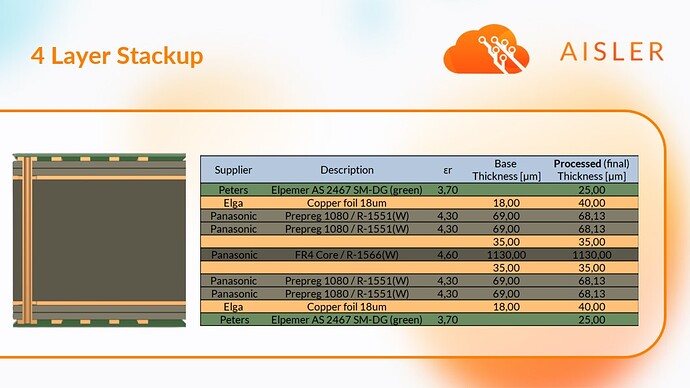 4 Layer Stackup
AISLER
Supplier Description εr Base Thickness [µm] Processed (final) Thickness [µm]
Peters Elpemer AS 2467 SM-DG (green) 3,70 25,00
Elga Copper foil 18um 18,00 40,00
Panasonic Prepreg 1080 / R-1551(W) 4,30 69,00 68,13
Panasonic Prepreg 1080 / R-1551(W) 4,30 69,00 68,13
35,00 35,00
Panasonic FR4 Core / R-1566(W) 4,60 1130,00 1130,00
35,00 35,00
Panasonic Prepreg 1080 / R-1551(W) 4,30 69,00 68,13
Panasonic Prepreg 1080 / R-1551(W) 4,30 69,00 68,13
Elga Copper foil 18um 18,00 40,00
Peters Elpemer AS 2467 SM-DG (green) 3,70 25,00